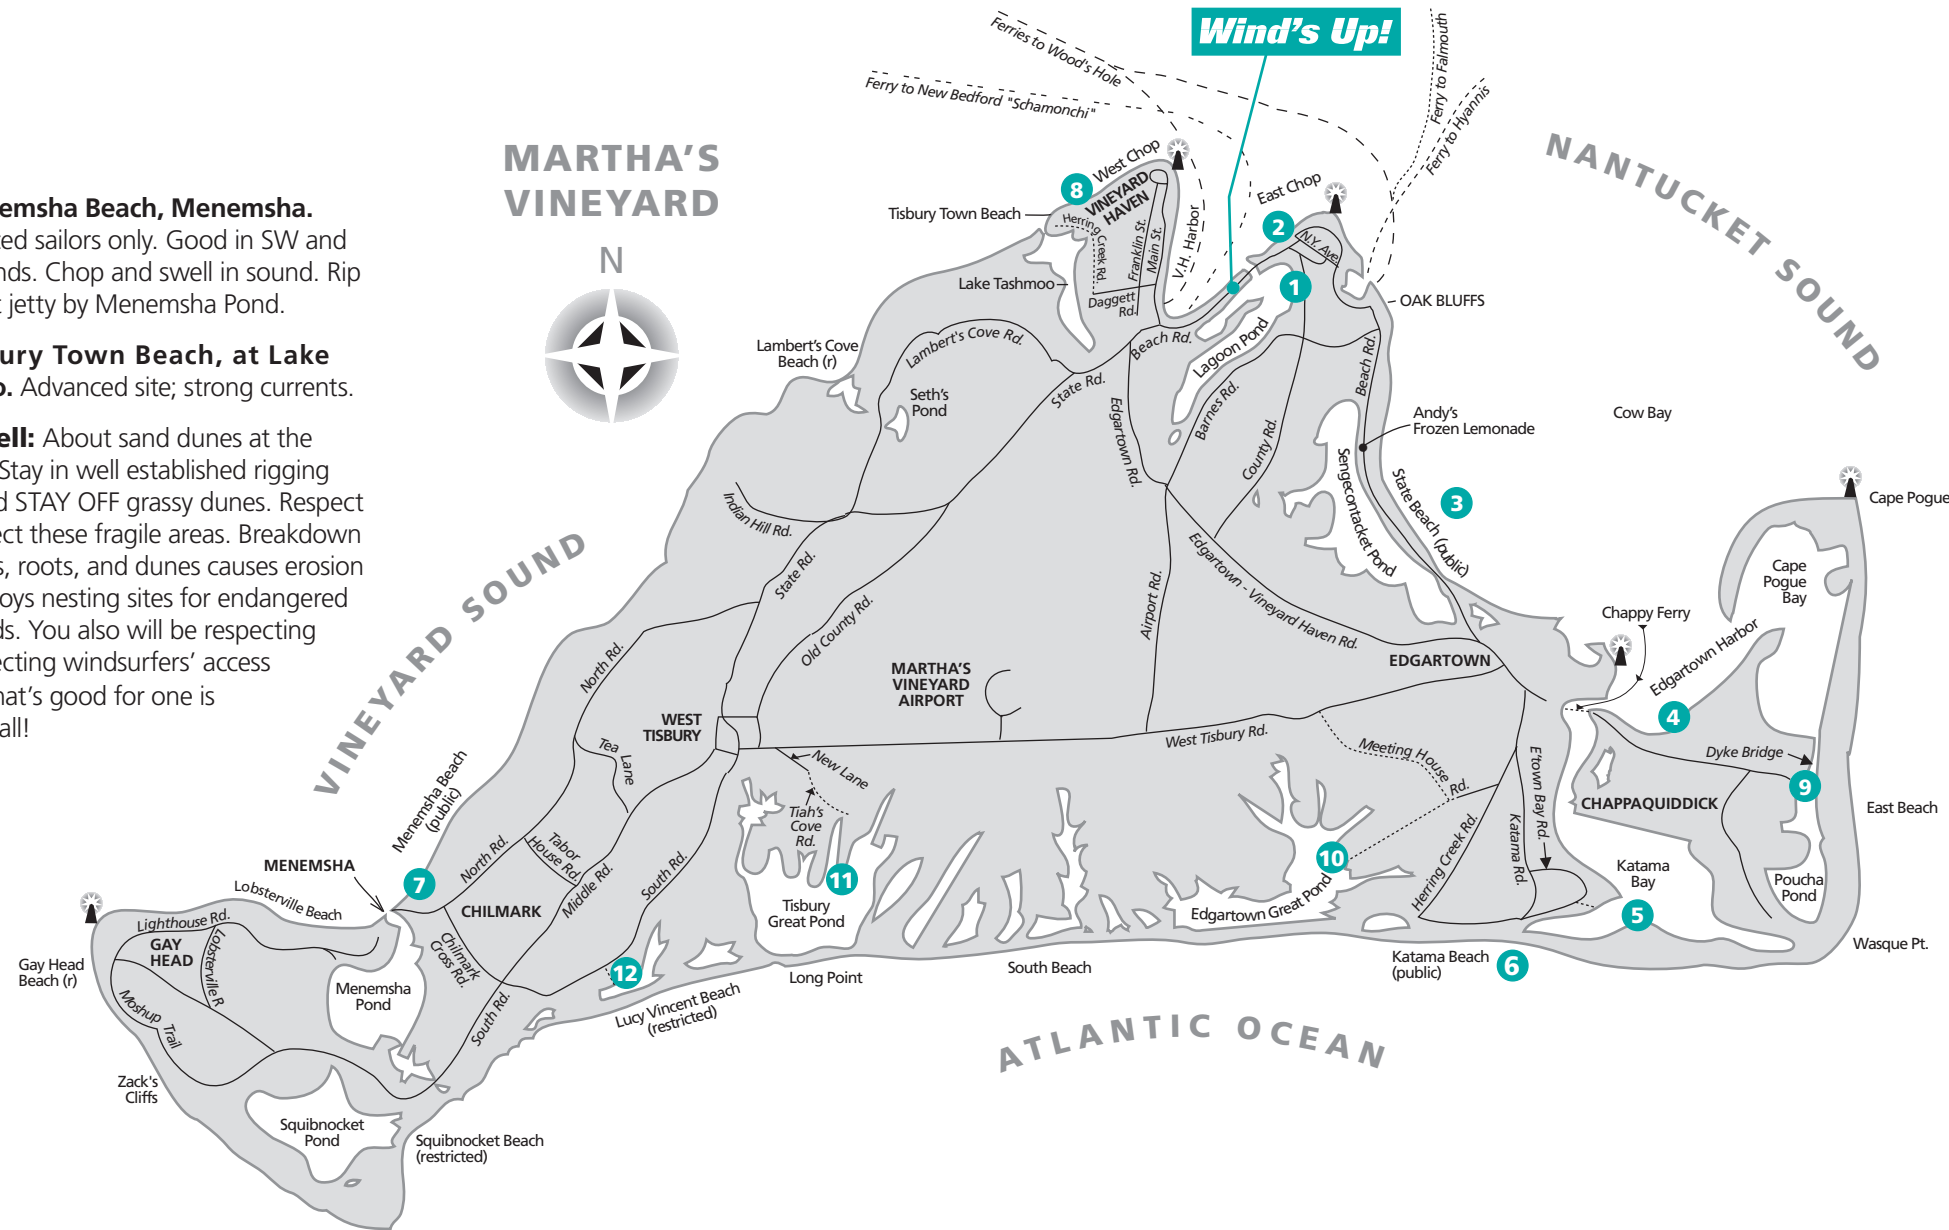 emsha Beach, Menemsha.
ed sailors only. Good in SW and
nds. Chop and swell in sound. Rip
t jetty by Menemsha Pond.
ury Town Beach, at Lake
o. Advanced site; strong currents.
ell: About sand dunes at the
Stay in well established rigging
d STAY OFF grassy dunes. Respect
ect these fragile areas. Breakdown
s, roots, and dunes causes erosion
oys nesting sites for endangered
ds. You also will be respecting
ecting windsurfers' access
hat's good for one is
all!
MARTHA'S
VINEYARD
N
Wind's Up!
Ferries to Wood's Hole
Ferry to New Bedford "Schamonchi"
Ferry to Falmouth
Ferry to Hyannis
NANTUCKET SOUND
VINEYARD SOUND
ATLANTIC OCEAN
West Chop
8
VINEYARD
HAVEN
Tisbury Town Beach
Herring Creek Rd.
Franklin St.
Main St.
V.H. Harbor
Lake Tashmoo
Daggett
Rd.
East Chop
2
N.Y. Ave.
1
OAK BLUFFS
Lagoon Pond
Beach Rd.
Lambert's Cove
Beach (r)
Lambert's Cove Rd.
Seth's
Pond
State Rd.
Edgartown Rd.
Barnes Rd.
County Rd.
Beach Rd.
Andy's
Frozen Lemonade
Cow Bay
Sengecontacket Pond
State Beach (public)
3
Cape Pogue
Cape
Pogue
Bay
Indian Hill Rd.
State Rd.
Old County Rd.
Airport Rd.
Edgartown - Vineyard Haven Rd.
Chappy Ferry
Edgartown Harbor
EDGARTOWN
4
North Rd.
MARTHA'S
VINEYARD
AIRPORT
WEST
TISBURY
Tea
Lane
New Lane
West Tisbury Rd.
Meeting House
Rd.
Dyke Bridge
9
CHAPPAQUIDDICK
East Beach
E'town Bay Rd.
Katama Rd.
Herring Creek Rd.
Menemsha Beach
(public)
Tiah's
Cove
Rd.
MENEMSHA
7
North Rd.
Tabor
House Rd.
Middle Rd.
South Rd.
11
Tisbury
Great Pond
10
Edgartown Great Pond
Katama
Bay
5
Poucha
Pond
Wasque Pt.
Lobsterville Beach
Lighthouse Rd.
GAY
HEAD
Lobsterville R
CHILMARK
Chilmark
Cross Rd.
Gay Head
Beach (r)
Moshup
Trail
Menemsha
Pond
South Rd.
12
Lucy Vincent Beach
(restricted)
Long Point
South Beach
Katama Beach
(public)
6
Zack's
Cliffs
Squibnocket
Pond
Squibnocket Beach
(restricted)